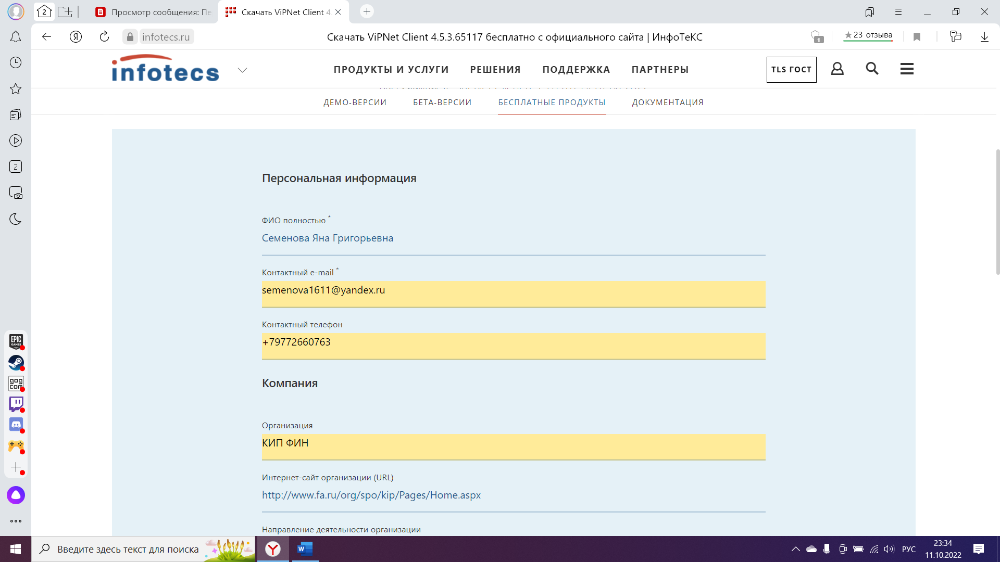 2
Просмотр сообщения: Пе
Скачать ViPNet Client 4.
infotecs.ru
Скачать ViPNet Client 4.5.3.65117 бесплатно с официального сайта | ИнфоТеКС
1
23 отзыва
infotecs
ПРОДУКТЫ И УСЛУГИ
РЕШЕНИЯ
ПОДДЕРЖКА
ПАРТНЕРЫ
TLS ГОСТ
ДЕМО-ВЕРСИИ
БЕТА-ВЕРСИИ
БЕСПЛАТНЫЕ ПРОДУКТЫ
ДОКУМЕНТАЦИЯ
2
Персональная информация
ФИО полностью *
Семенова Яна Григорьевна
Контактный e-mail *
semenova1611@yandex.ru
Контактный телефон
+79772660763
Компания
Организация
КИП ФИН
Интернет-сайт организации (URL)
http://www.fa.ru/org/spo/kip/Pages/Home.aspx
Направление деятельности организации
EPIC
GAMES
GOG
COM
Введите здесь текст для поиска
W
РУС
23:34
11.10.2022